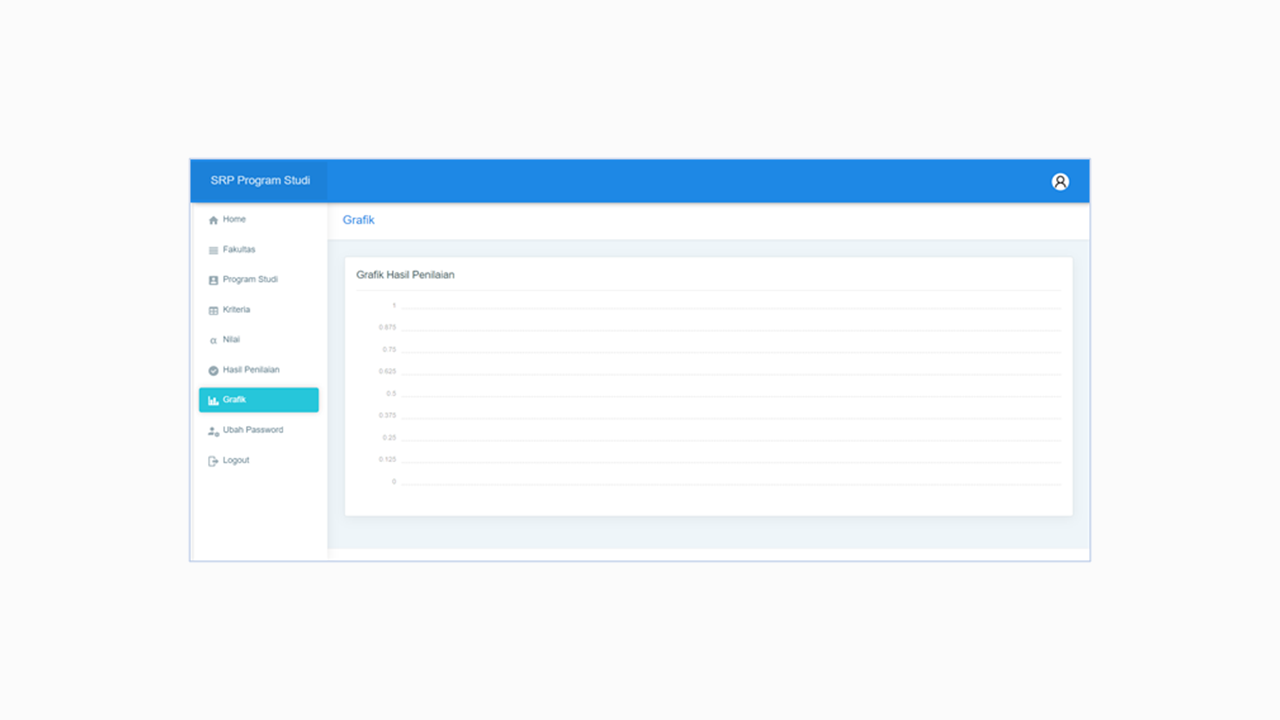 SRP Program Studi
Home
Fakultas
Program Studi
Kriteria
α Nilai
Hasil Penilaian
Grafik
Ubah Password
Logout
Grafik
Grafik Hasil Penilaian
1
0.875
0.75
0.625
0.5
0.375
0.25
0.125
0